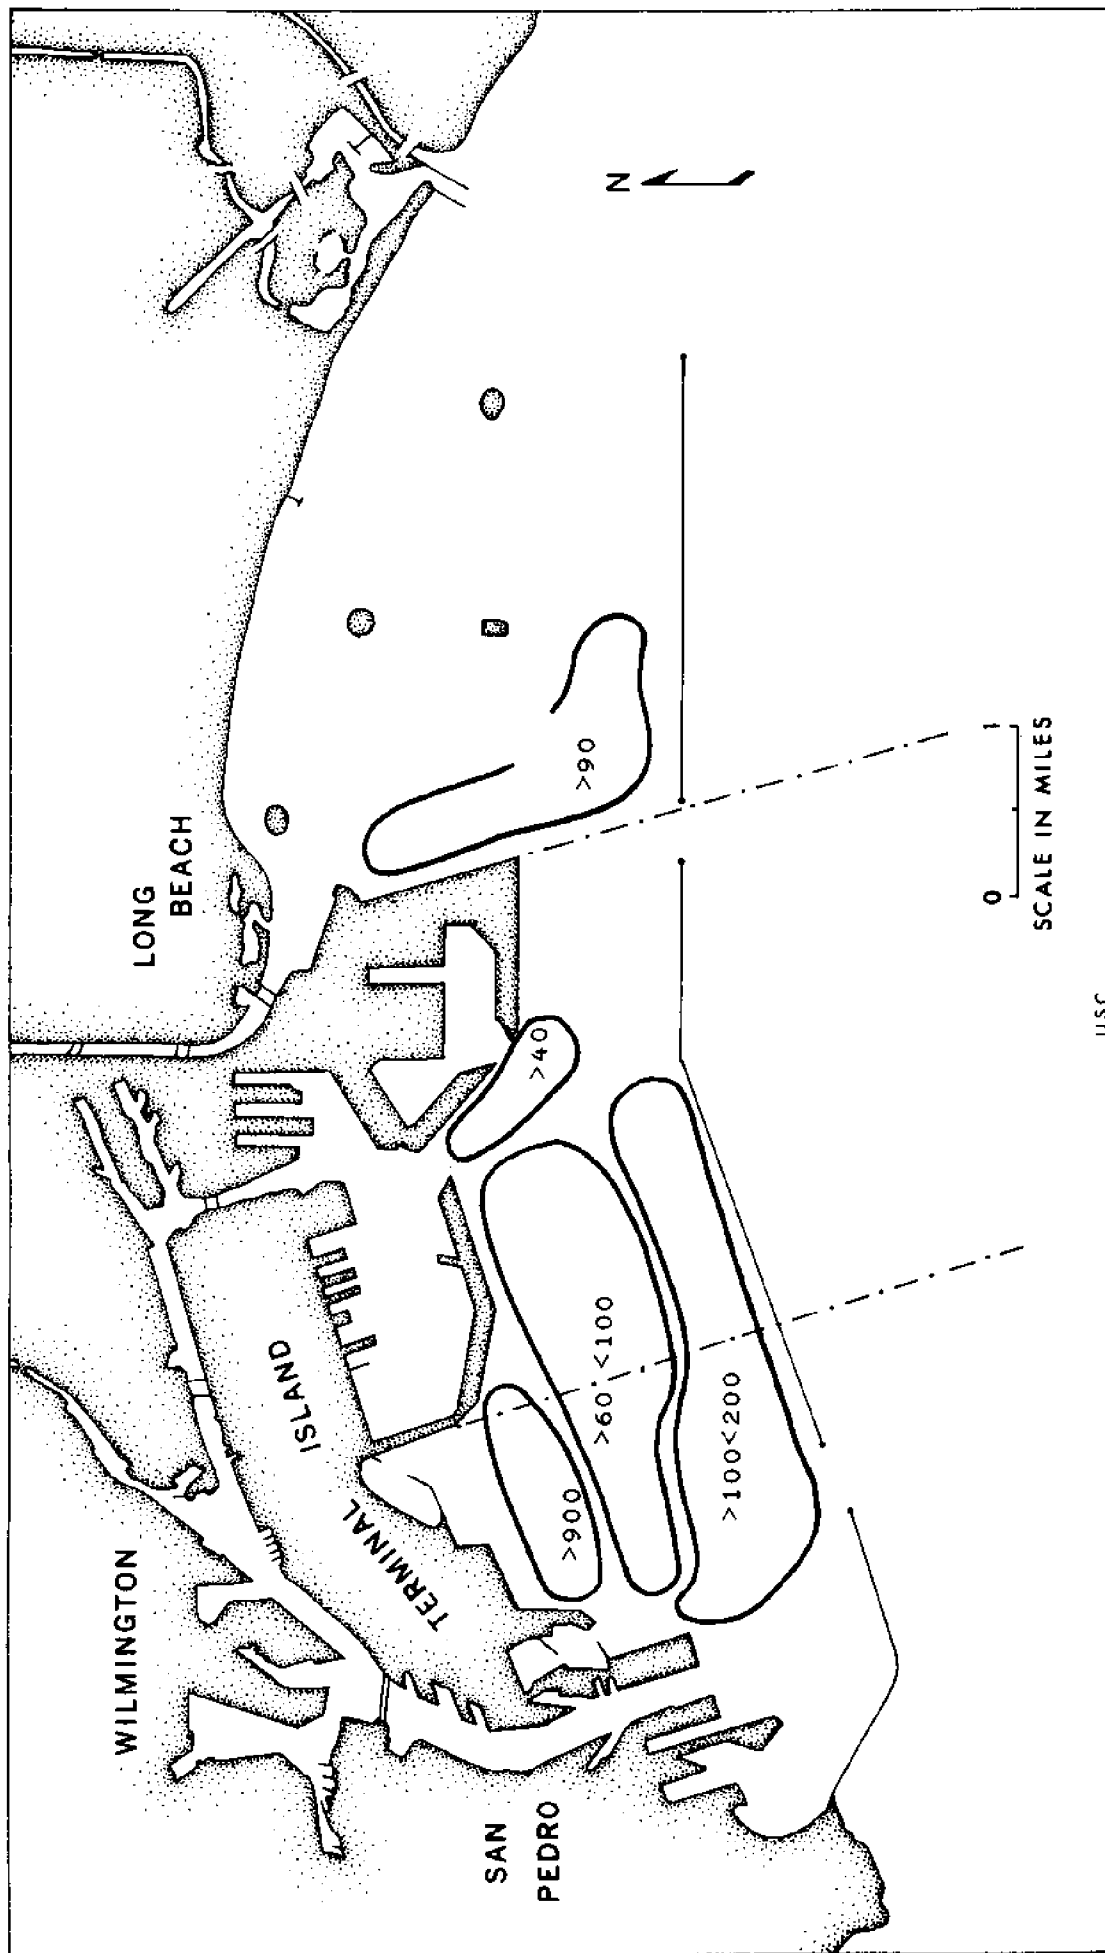 WILMINGTON
LONG
BEACH
TERMINAL
ISLAND
SAN
PEDRO
>900
>60 <100
>100<200
>40
>90
N
0 1
SCALE IN MILES
USC